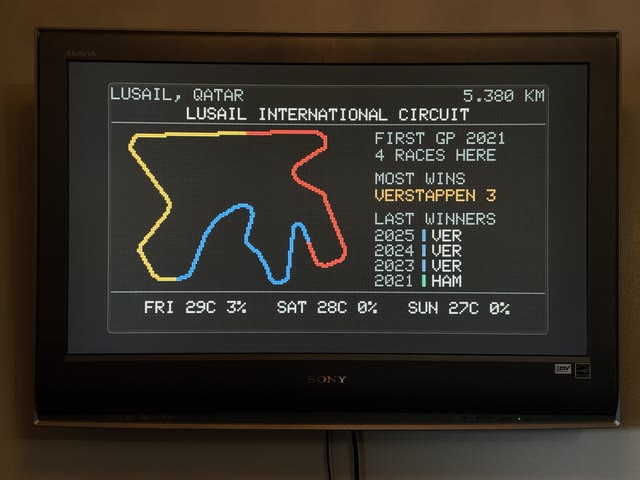 BRAVIA
LUSAIL, QATAR
5.380 KM
LUSAIL INTERNATIONAL CIRCUIT
FIRST GP 2021
4 RACES HERE
MOST WINS
VERSTAPPEN 3
LAST WINNERS
2025 VER
2024 VER
2023 VER
2021 HAM
FRI 29C 3% SAT 28C 0% SUN 27C 0%
SONY